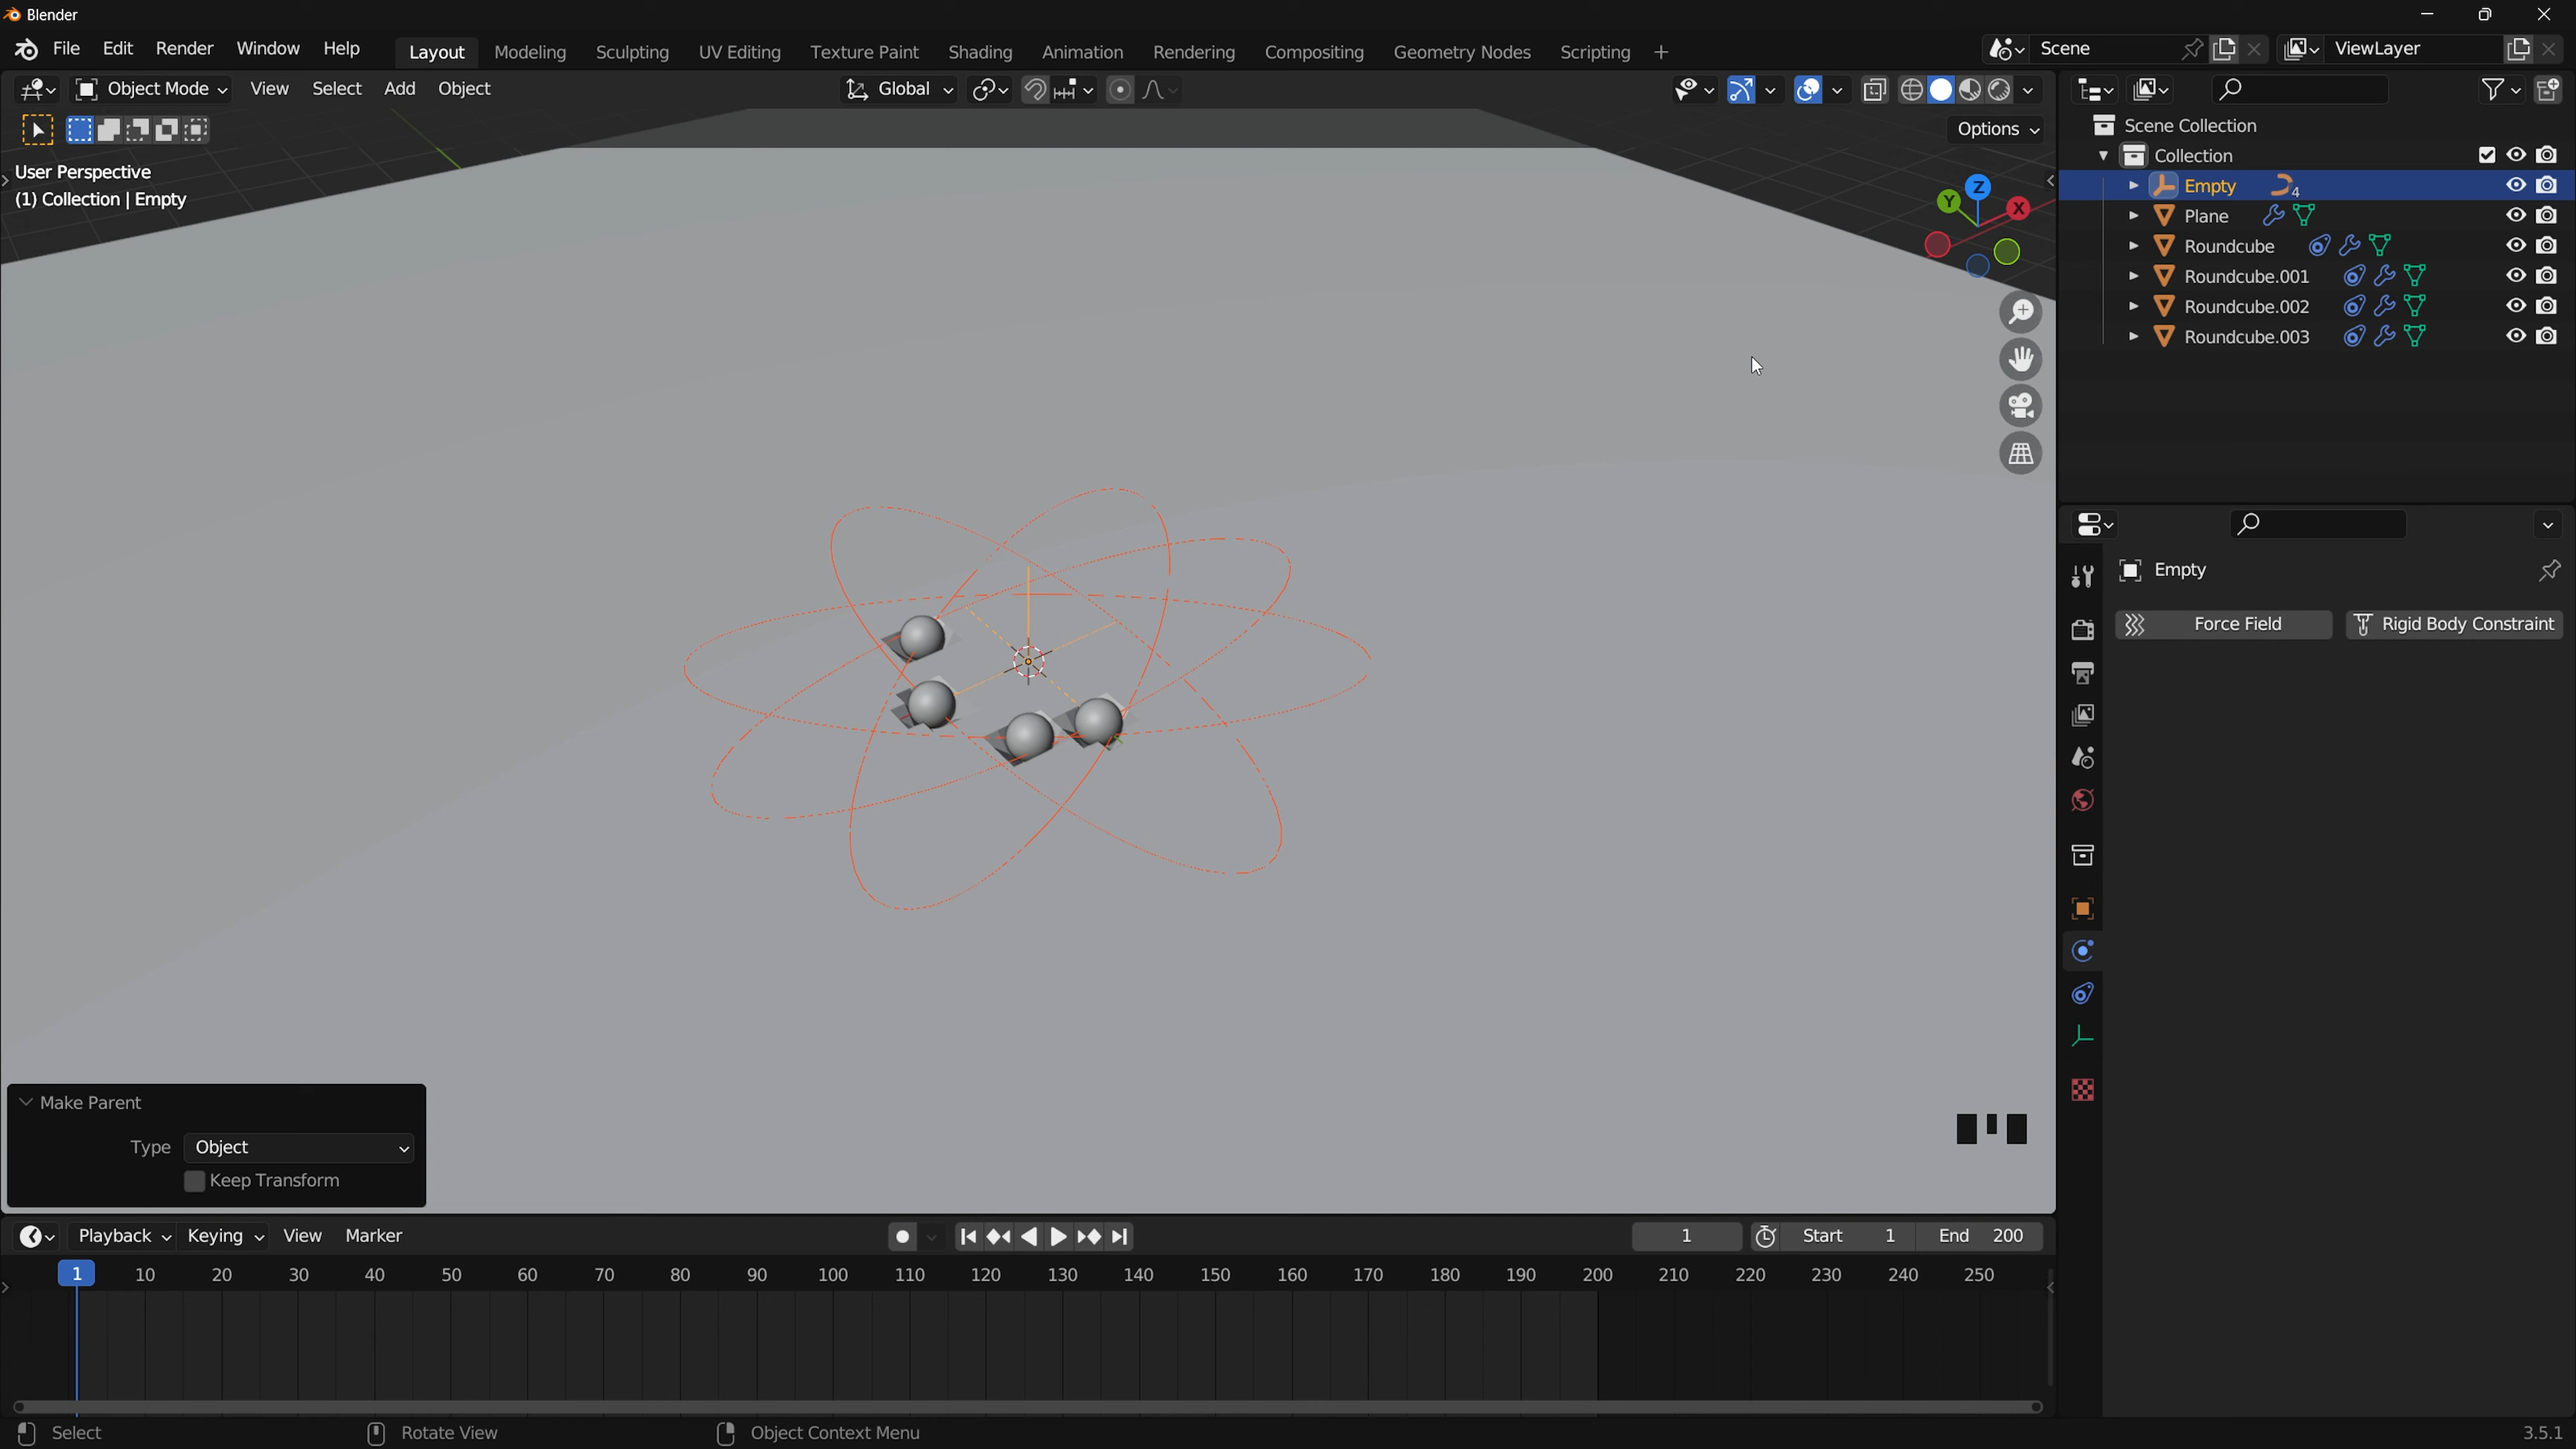 Blender
File Edit Render Window Help Layout Modeling Sculpting UV Editing Texture Paint Shading Animation Rendering Compositing Geometry Nodes Scripting + Scene ViewLayer
Object Mode View Select Add Object Global
Options
User Perspective
(1) Collection | Empty
Z
Y
X
Scene Collection
Collection
Empty 4
Plane
Roundcube
Roundcube.001
Roundcube.002
Roundcube.003
Empty
Force Field Rigid Body Constraint
Make Parent
Type Object
Keep Transform
Playback Keying View Marker 1 Start 1 End 200
1 10 20 30 40 50 60 70 80 90 100 110 120 130 140 150 160 170 180 190 200 210 220 230 240 250
Select Rotate View Object Context Menu 3.5.1